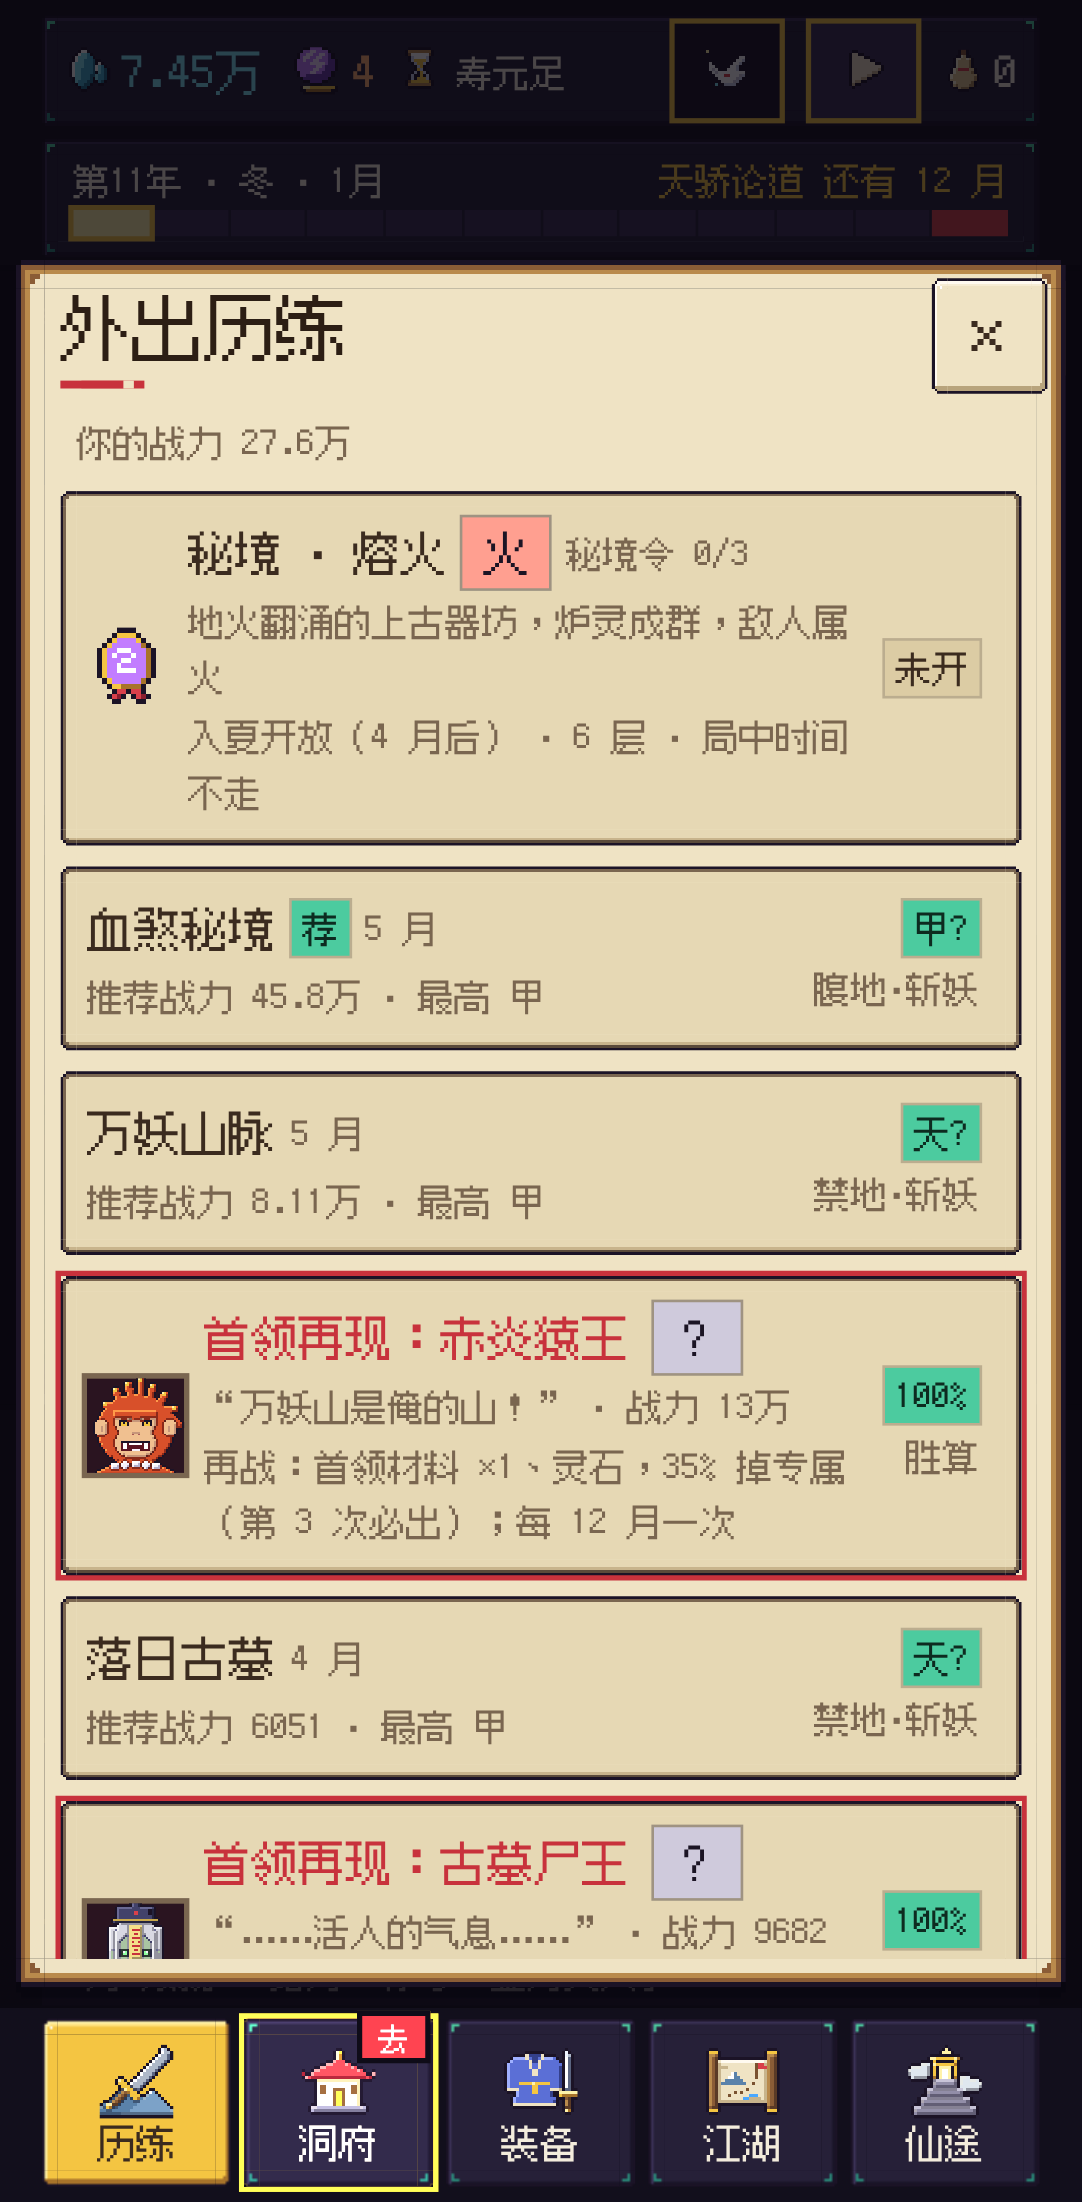 7.45万 4 寿元足 0
第11年 · 冬 · 1月 天骄论道 还有 12 月
外出历练 ×
你的战力 27.6万
秘境 · 熔火 火 秘境令 0/3
地火翻涌的上古器坊，炉灵成群，敌人属
火
2
未开
入夏开放（4 月后） · 6 层 · 局中时间
不走
血煞秘境 荐 5 月 甲?
推荐战力 45.8万 · 最高 甲 腹地·斩妖
万妖山脉 5 月 天?
推荐战力 8.11万 · 最高 甲 禁地·斩妖
首领再现：赤炎猿王 ?
“万妖山是俺的山！” · 战力 13万 100%
再战：首领材料 ×1、灵石，35% 掉专属 胜算
（第 3 次必出）；每 12 月一次
落日古墓 4 月 天?
推荐战力 6051 · 最高 甲 禁地·斩妖
首领再现：古墓尸王 ?
“……活人的气息……” · 战力 9682 100%
去
历练 洞府 装备 江湖 仙途